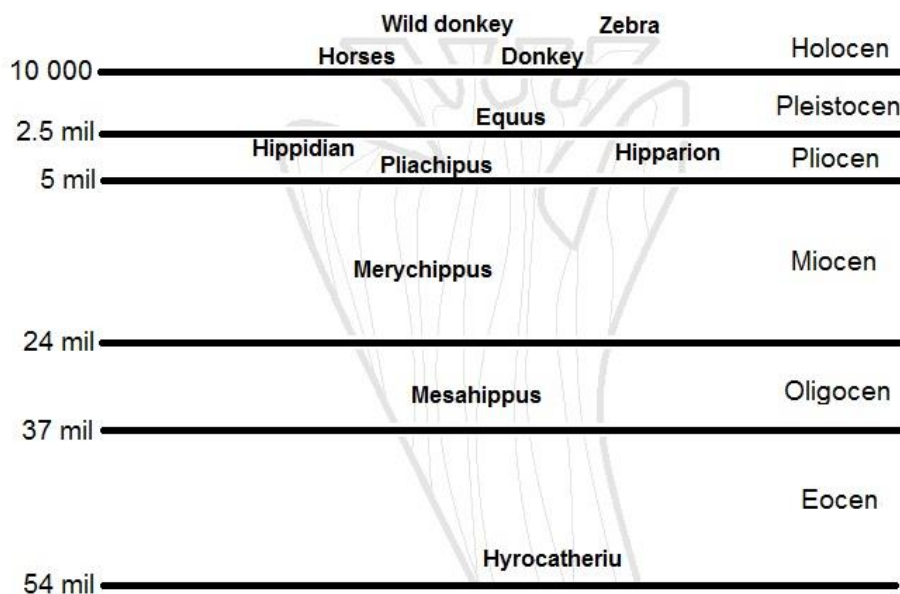 Wild donkey
Zebra
Horses
Donkey
Holocen
10 000
Pleistocen
Equus
2.5 mil
Hippidian
Hipparion
Pliachipus
Pliocen
5 mil
Merychippus
Miocen
24 mil
Mesahippus
Oligocen
37 mil
Eocen
Hyrocatheriu
54 mil